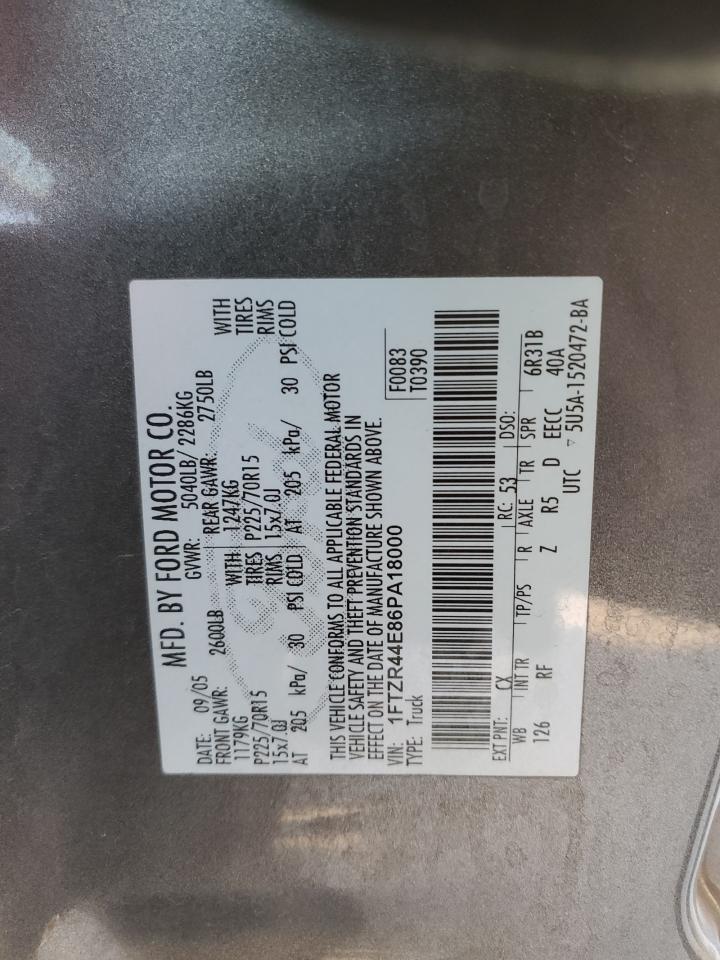 MFD. BY FORD MOTOR CO.
DATE: 09/05 GVWR: 5040LB/ 2286KG
FRONT GAWR: 2600LB REAR GAWR: 2750LB
1179KG WITH 1247KG WITH
P225/70R15 TIRES P225/70R15 TIRES
15x7.0J RIMS 15x7.0J RIMS
AT 205 kPa/ 30 PSI COLD AT 205 kPa/ 30 PSI COLD
THIS VEHICLE CONFORMS TO ALL APPLICABLE FEDERAL MOTOR
VEHICLE SAFETY AND THEFT PREVENTION STANDARDS IN
EFFECT ON THE DATE OF MANUFACTURE SHOWN ABOVE.
VIN: 1FTZR44E86PA18000 F0083
TYPE: Truck T0390
EXT PNT: CX RC: 53 DSO:
WB INT TR TP/PS R AXLE TR SPR 6R31B
126 RF Z R5 D EECC 40A
UTC ▽ 5U5A-1520472-BA